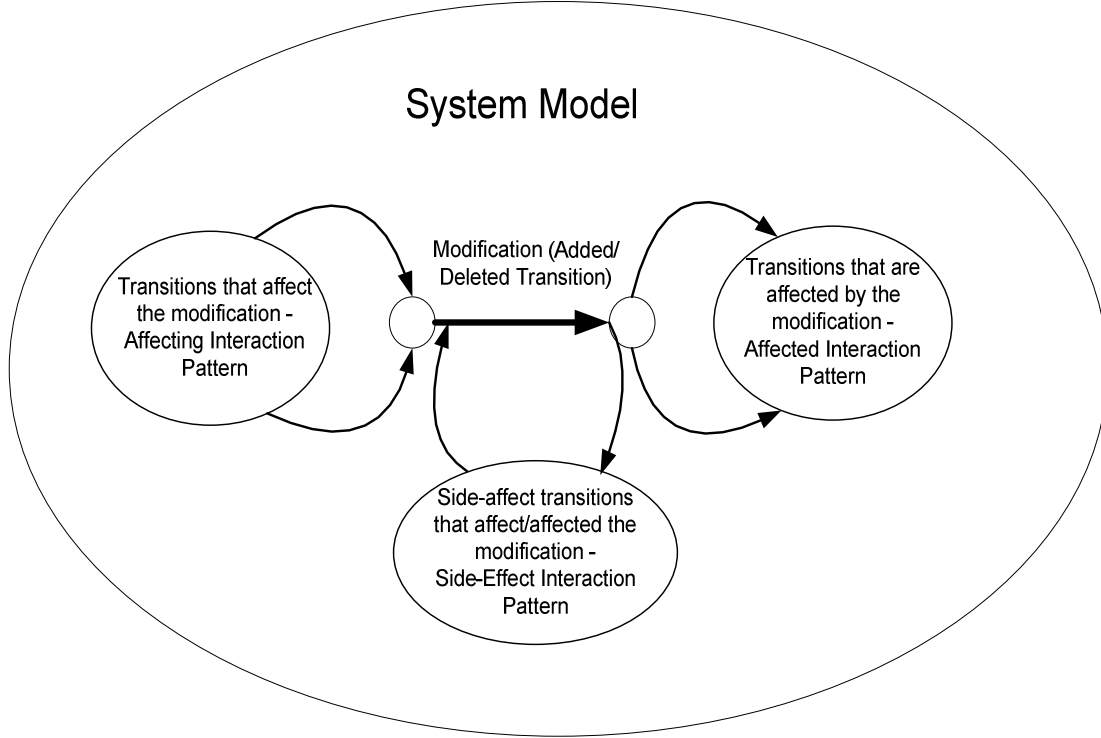 System Model
Modification (Added/
Deleted Transition)
Transitions that affect
the modification -
Affecting Interaction
Pattern
Transitions that are
affected by the
modification -
Affected Interaction
Pattern
Side-affect transitions
that affect/affected the
modification -
Side-Effect Interaction
Pattern